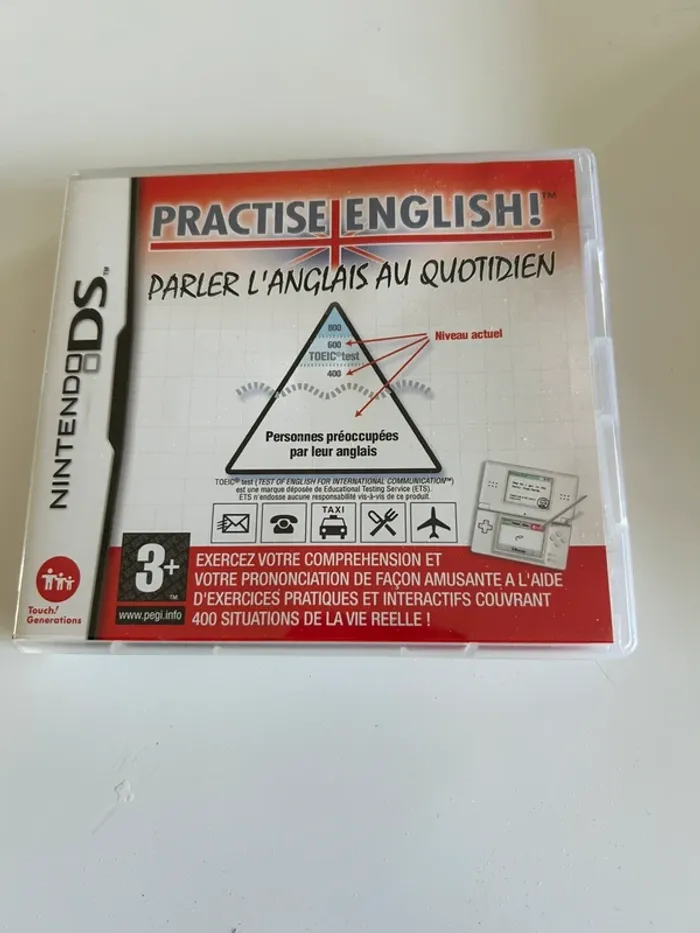 PRACTISE ENGLISH!™
PARLER L'ANGLAIS AU QUOTIDIEN
NINTENDO DS™
800
600
TOEIC® test
400
Niveau actuel
Personnes préoccupées
par leur anglais
TOEIC® test (TEST OF ENGLISH FOR INTERNATIONAL COMMUNICATION™)
est une marque déposée de Educational Testing Service (ETS).
ETS n'endosse aucune responsabilité vis-à-vis de ce produit.
TAXI
3+
™
www.pegi.info
EXERCEZ VOTRE COMPREHENSION ET
VOTRE PRONONCIATION DE FAÇON AMUSANTE A L'AIDE
D'EXERCICES PRATIQUES ET INTERACTIFS COUVRANT
400 SITUATIONS DE LA VIE REELLE !
Touch!
Generations